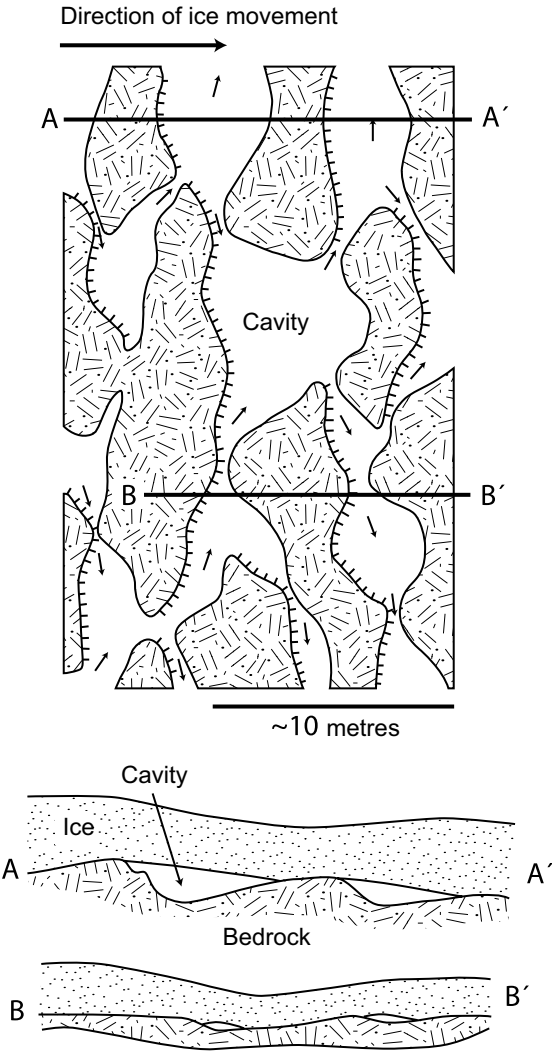 Direction of ice movement
A A´
Cavity
B B´
~10 metres
Cavity
Ice
A A´
Bedrock
B B´